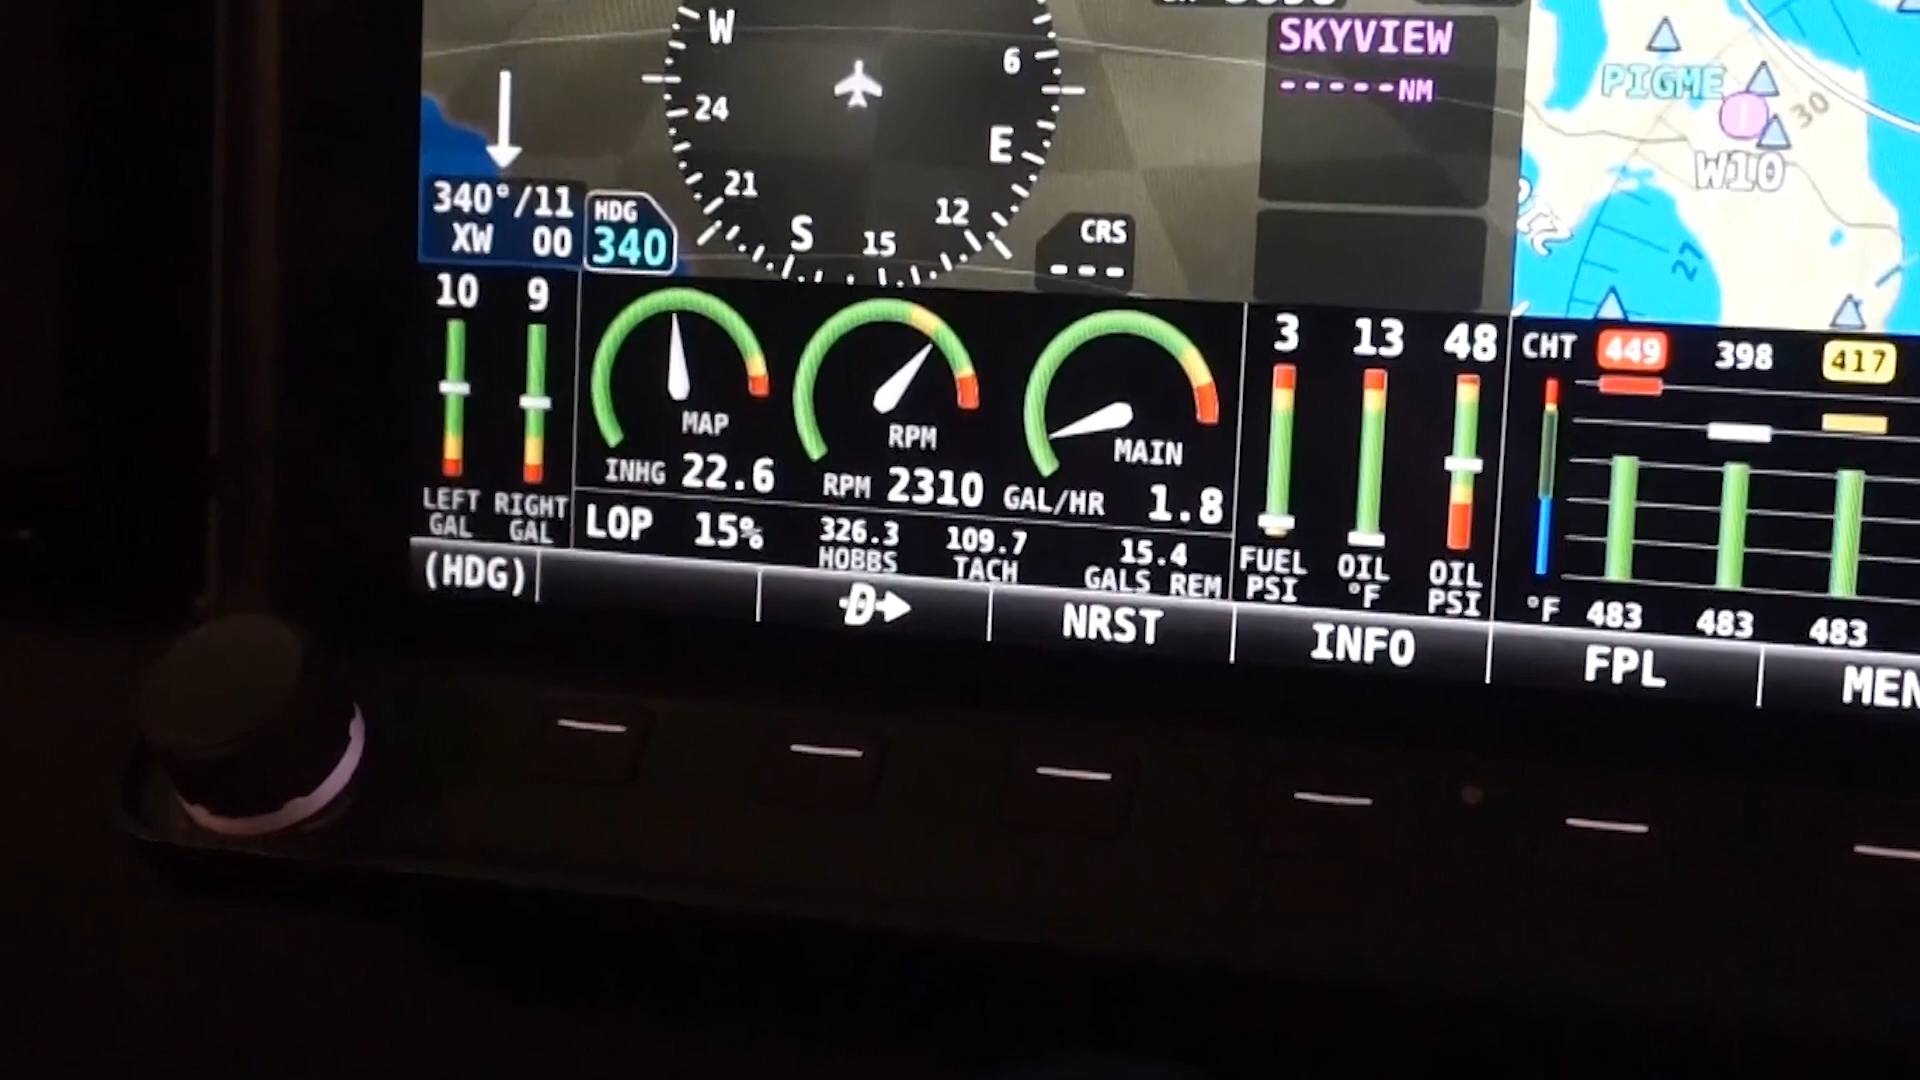 W
6
SKYVIEW
-----NM
PIGME
30
24
E
W10
21
12
340°/11
XW 00
HDG
340
S
15
CRS
---
27
10
9
3
13
48
CHT
449
398
417
MAP
RPM
MAIN
INHG 22.6
RPM 2310
GAL/HR 1.8
LEFT
GAL
RIGHT
GAL
LOP 15%
326.3
HOBBS
109.7
TACH
15.4
GALS REM
FUEL
PSI
OIL
°F
OIL
PSI
°F 483 483 483
(HDG)
D
NRST
INFO
FPL
MEN